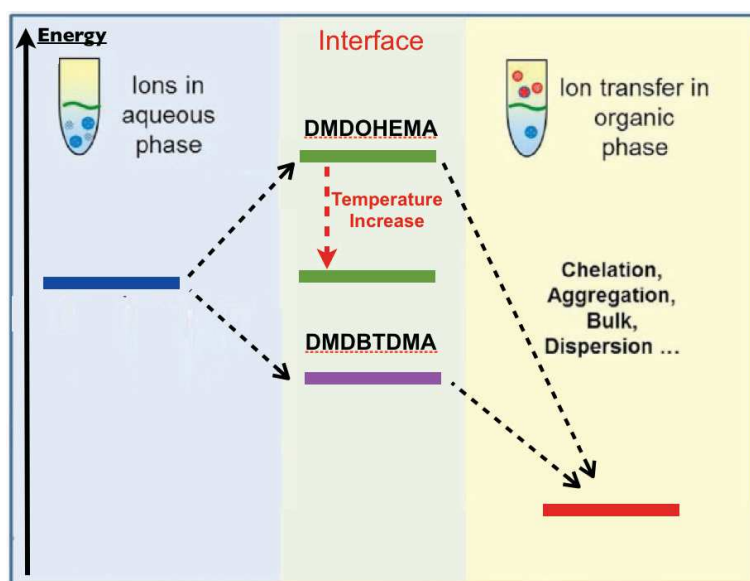 Energy
Interface
Ions in
aqueous
phase
Ion transfer in
organic
phase
DMDOHEMA
Temperature
Increase
Chelation,
Aggregation,
Bulk,
Dispersion ...
DMDBTDMA